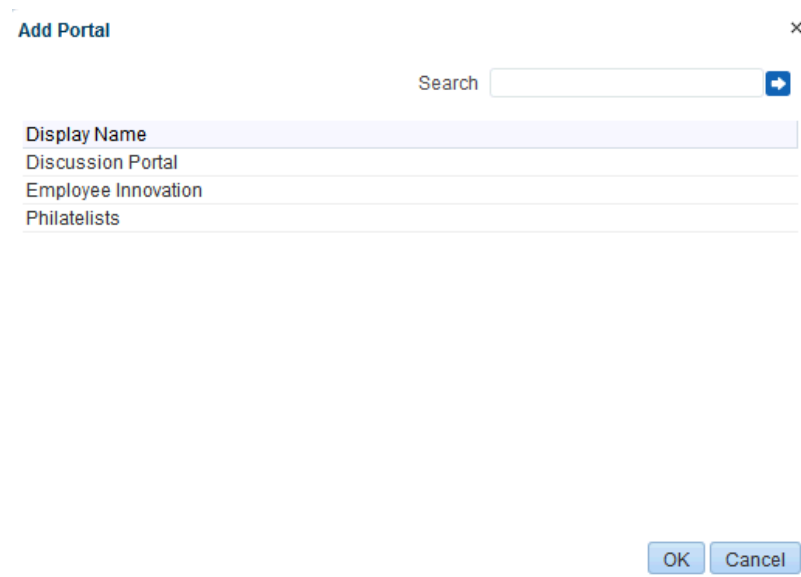 Add Portal
Search
Display Name
Discussion Portal
Employee Innovation
Philatelists
OK Cancel